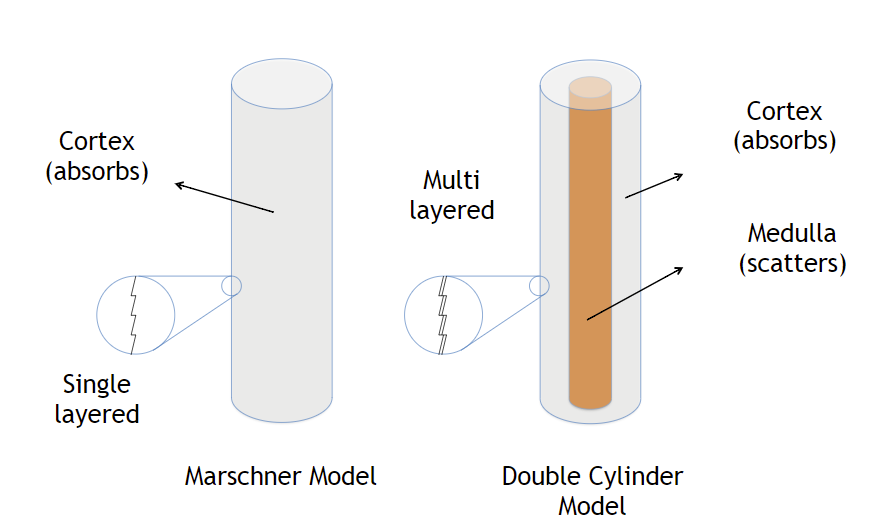 Cortex
(absorbs)
Single
layered
Marschner Model
Multi
layered
Cortex
(absorbs)
Medulla
(scatters)
Double Cylinder
Model